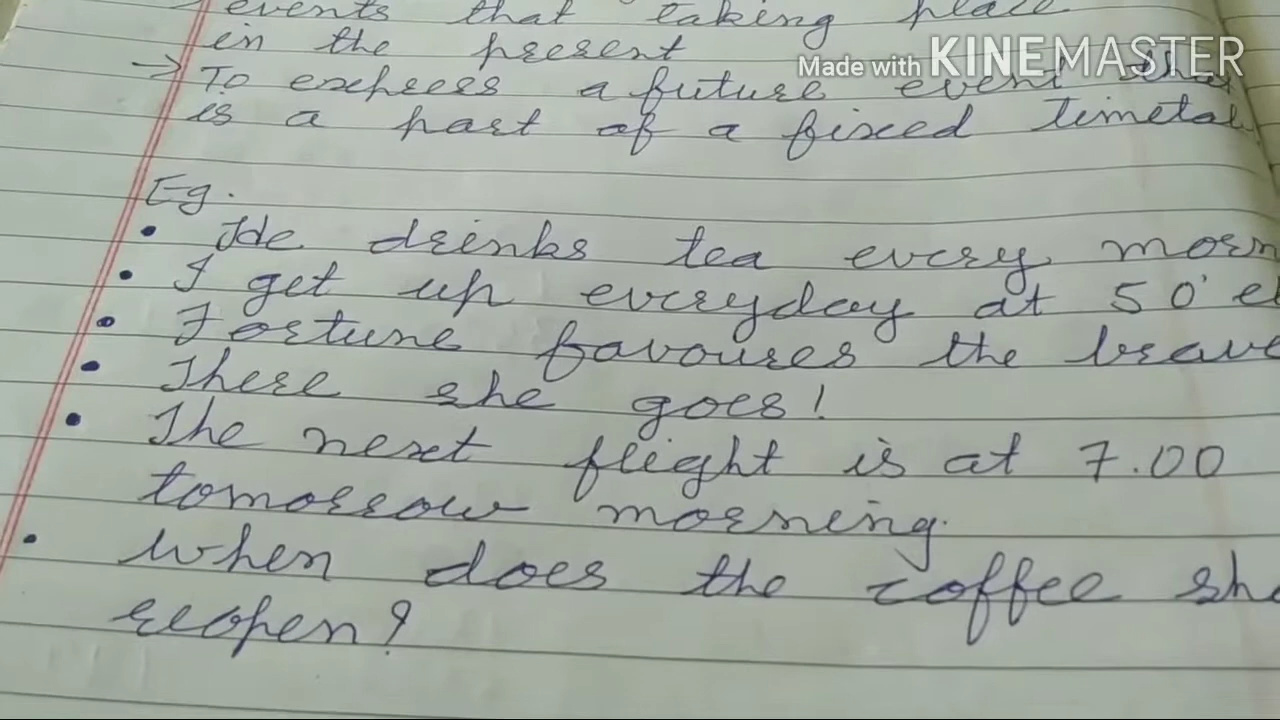 events that taking place
in the present
Made with KINEMASTER
→ To express a future event that
is a part of a fixed timetab
Eg.
• He drinks tea every morn
• I get up everyday at 5 O'cl
• Fortune favoures the brave
• There she goes!
• The next flight is at 7.00
tomorrow morning.
• When does the coffee sho
reopen?